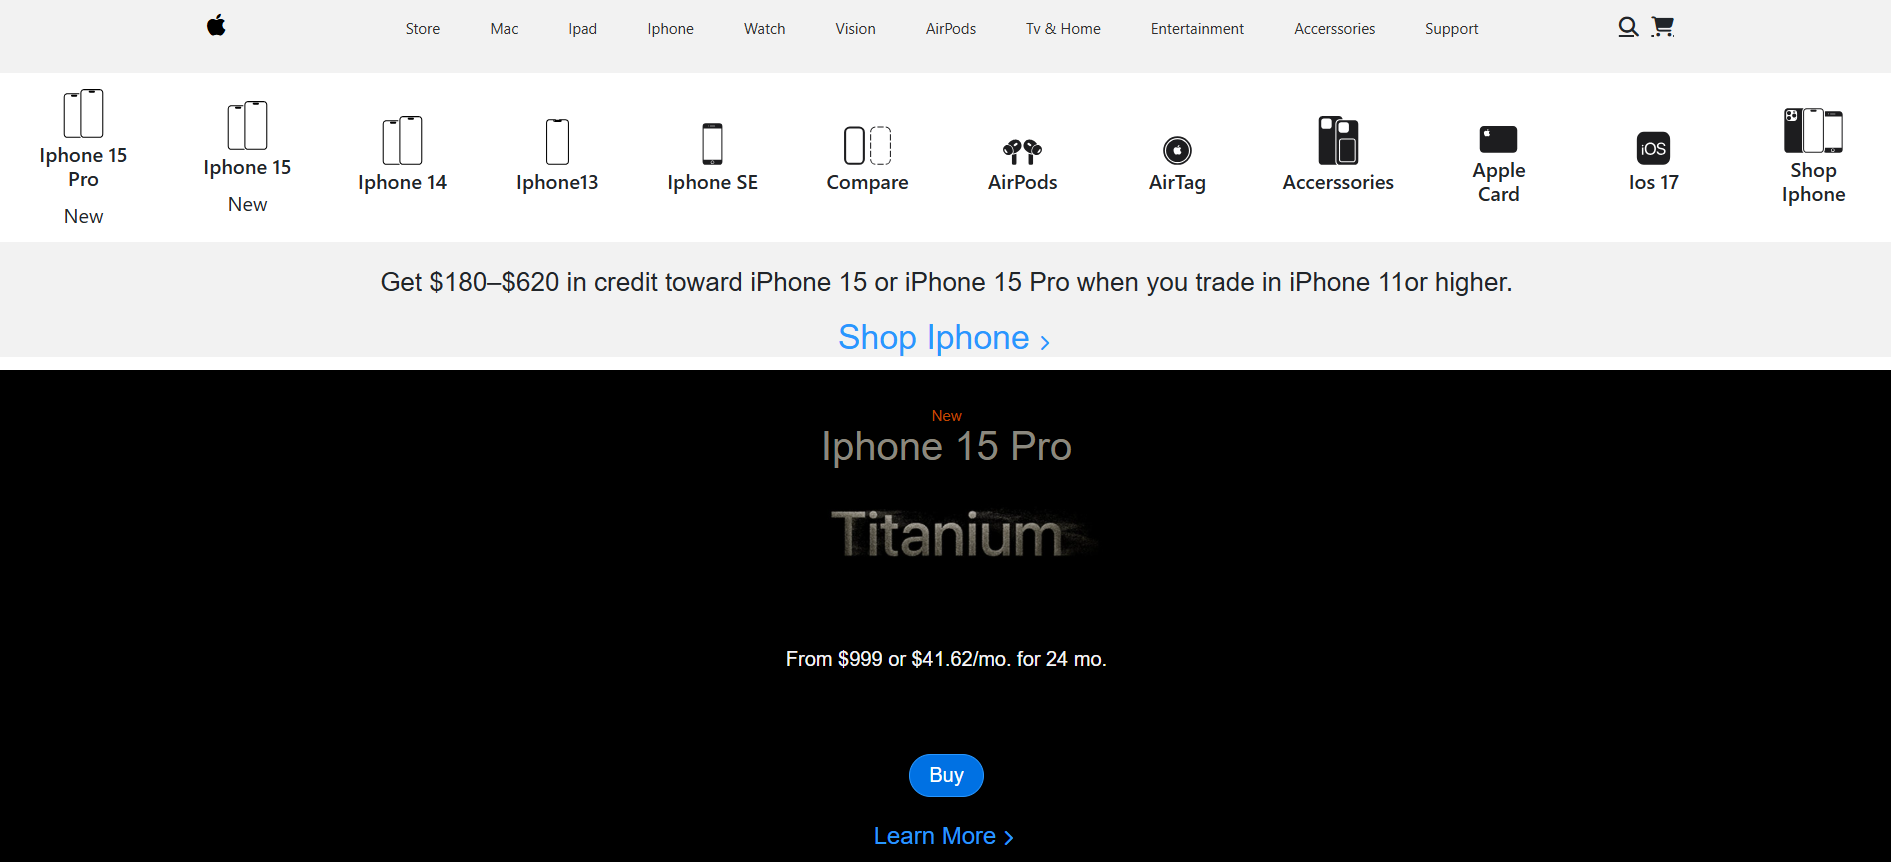 Store Mac Ipad Iphone Watch Vision AirPods Tv & Home Entertainment Accerssories Support
Iphone 15
Pro
New
Iphone 15
New
Iphone 14
Iphone13
Iphone SE
Compare
AirPods
AirTag
Accerssories
Apple
Card
iOS
Ios 17
Shop
Iphone
Get $180–$620 in credit toward iPhone 15 or iPhone 15 Pro when you trade in iPhone 11or higher.
Shop Iphone >
New
Iphone 15 Pro
Titanium
From $999 or $41.62/mo. for 24 mo.
Buy
Learn More >